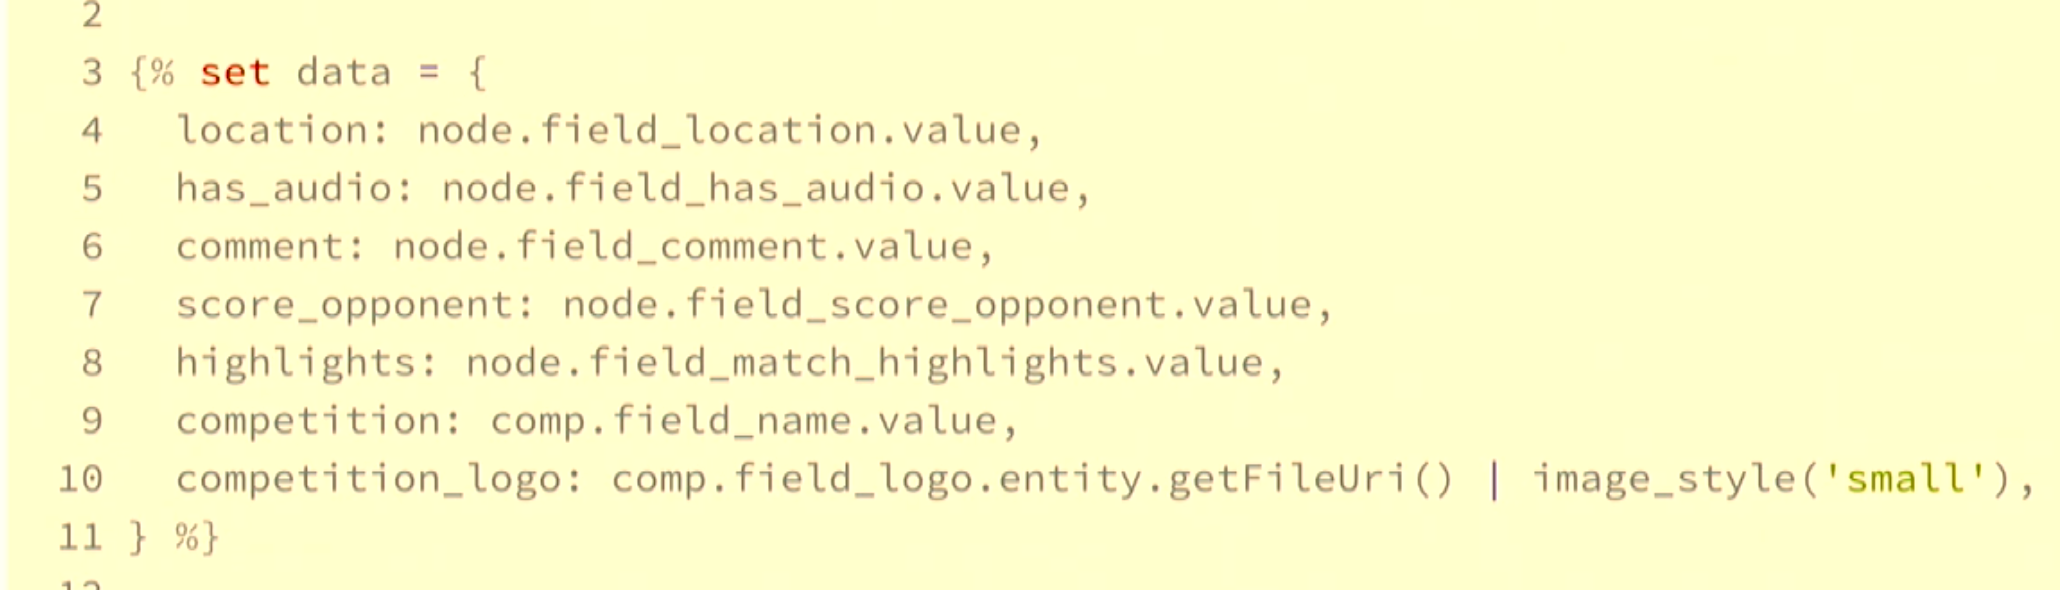 2
3 {% set data = {
4   location: node.field_location.value,
5   has_audio: node.field_has_audio.value,
6   comment: node.field_comment.value,
7   score_opponent: node.field_score_opponent.value,
8   highlights: node.field_match_highlights.value,
9   competition: comp.field_name.value,
10   competition_logo: comp.field_logo.entity.getFileUri() | image_style('small'),
11 } %}